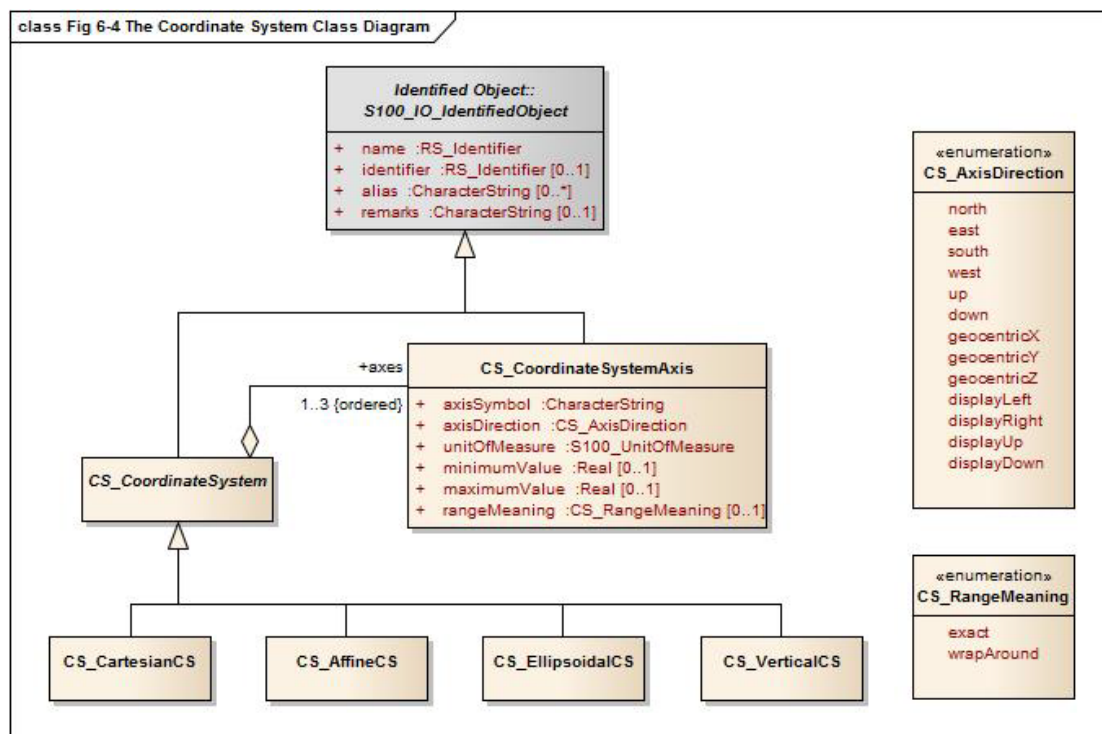 class Fig 6-4 The Coordinate System Class Diagram
Identified Object::
S100_IO_IdentifiedObject
+ name :RS_Identifier
+ identifier :RS_Identifier [0..1]
+ alias :CharacterString [0..*]
+ remarks :CharacterString [0..1]
«enumeration»
CS_AxisDirection
north
east
south
west
up
down
geocentricX
geocentricY
geocentricZ
displayLeft
displayRight
displayUp
displayDown
+axes
1..3 {ordered}
CS_CoordinateSystemAxis
+ axisSymbol :CharacterString
+ axisDirection :CS_AxisDirection
+ unitOfMeasure :S100_UnitOfMeasure
+ minimumValue :Real [0..1]
+ maximumValue :Real [0..1]
+ rangeMeaning :CS_RangeMeaning [0..1]
CS_CoordinateSystem
«enumeration»
CS_RangeMeaning
exact
wrapAround
CS_CartesianCS
CS_AffineCS
CS_EllipsoidalCS
CS_VerticalCS